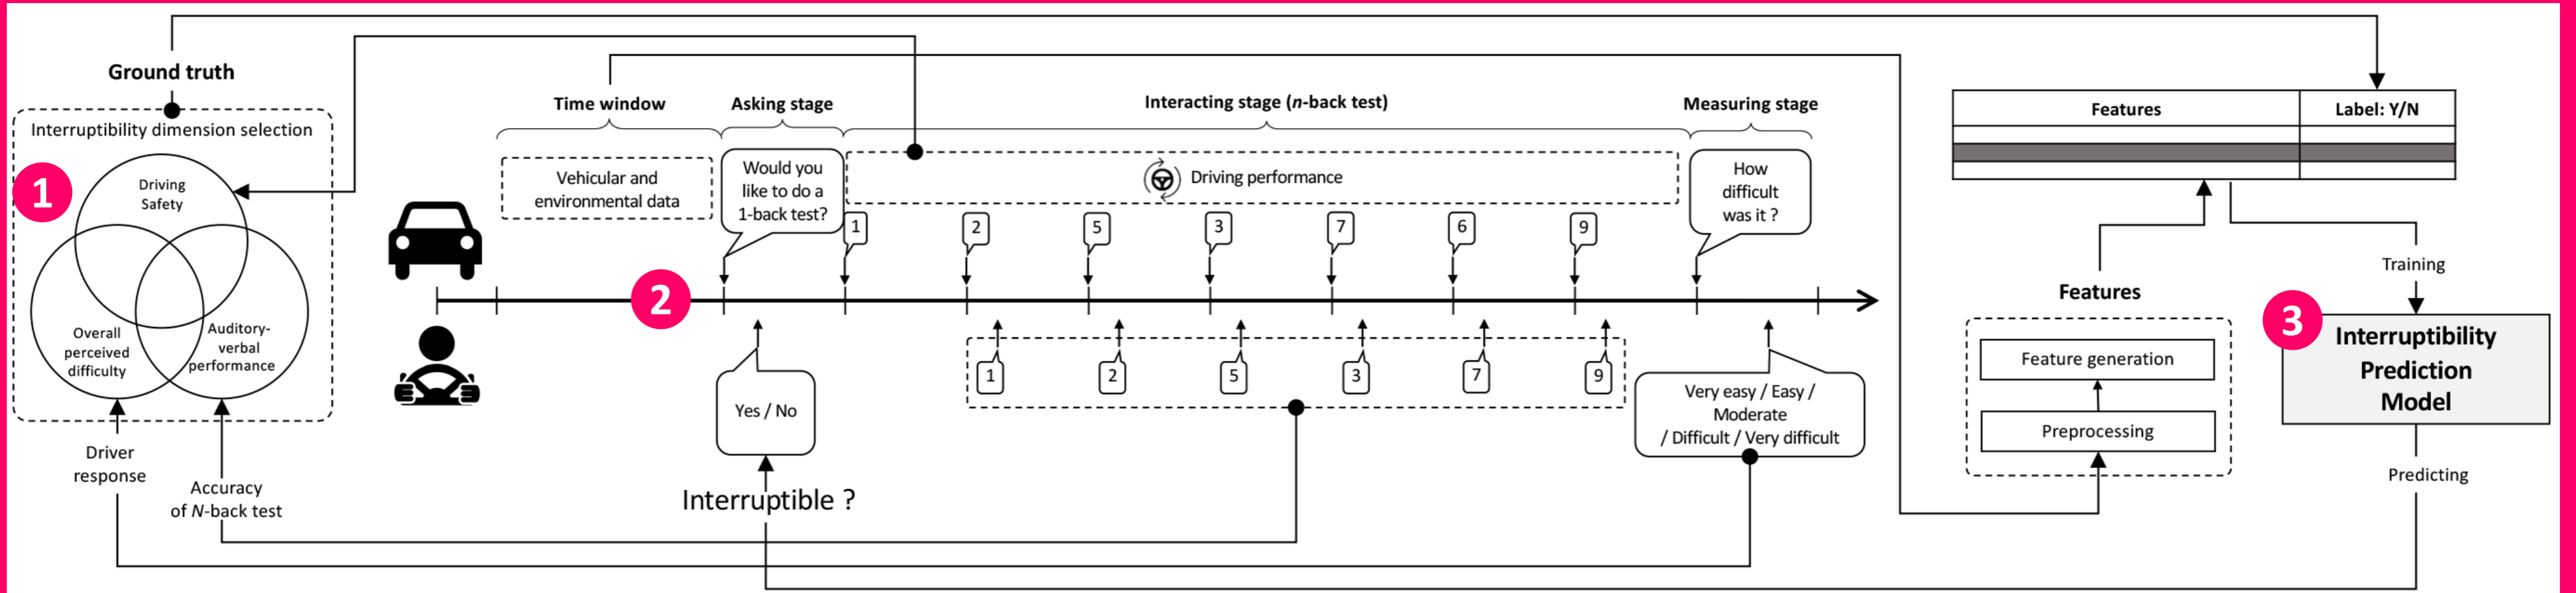 Ground truth
Interruptibility dimension selection
1
Driving
Safety
Overall
perceived
difficulty
Auditory-
verbal
performance
Driver
response
Accuracy
of N-back test
Time window
Vehicular and
environmental data
Asking stage
Would you
like to do a
1-back test?
Interacting stage (n-back test)
Driving performance
Measuring stage
How
difficult
was it ?
1
2
5
3
7
6
9
2
1
2
5
3
7
9
Yes / No
Interruptible ?
Very easy / Easy /
Moderate
/ Difficult / Very difficult
Features
Label: Y/N
Features
Feature generation
Preprocessing
Training
3
Interruptibility
Prediction
Model
Predicting